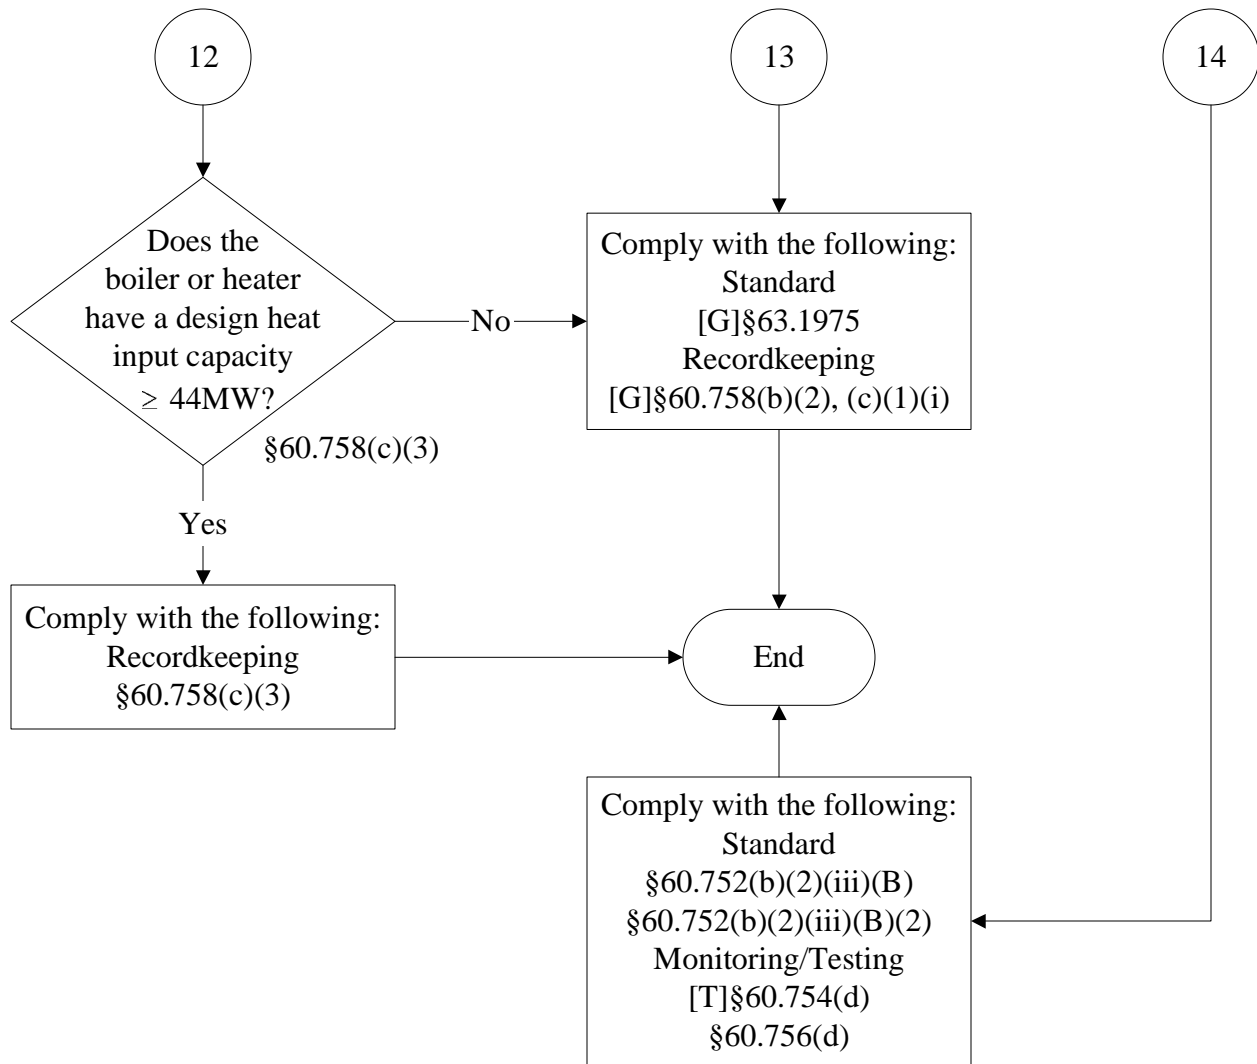 12
13
14
Does the
boiler or heater
have a design heat
input capacity
≥ 44MW?
§60.758(c)(3)
No
Yes
Comply with the following:
Standard
[G]§63.1975
Recordkeeping
[G]§60.758(b)(2), (c)(1)(i)
Comply with the following:
Recordkeeping
§60.758(c)(3)
End
Comply with the following:
Standard
§60.752(b)(2)(iii)(B)
§60.752(b)(2)(iii)(B)(2)
Monitoring/Testing
[T]§60.754(d)
§60.756(d)